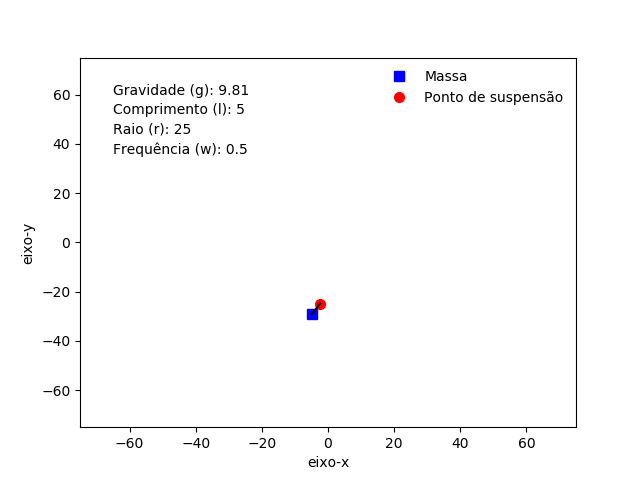 Massa
Ponto de suspensão
Gravidade (g): 9.81
Comprimento (l): 5
Raio (r): 25
Frequência (w): 0.5
60
40
20
0
−20
−40
−60
eixo-y
−60 −40 −20 0 20 40 60
eixo-x